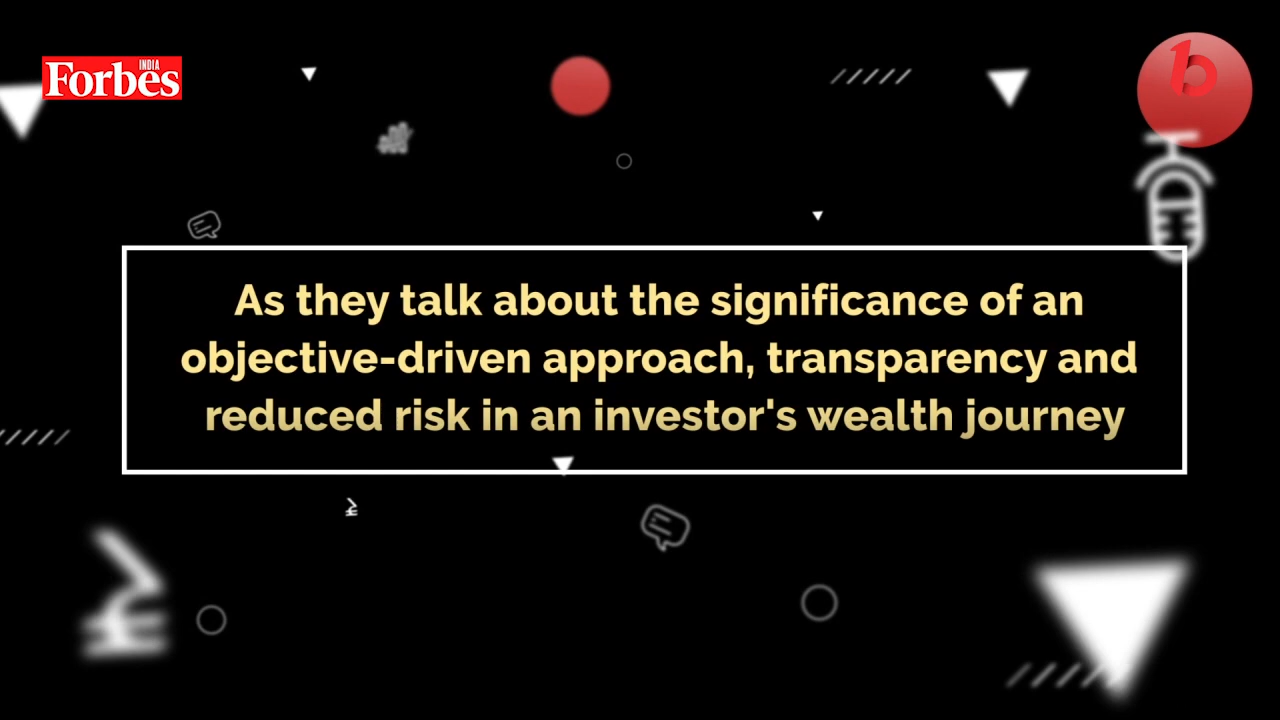 Forbes
INDIA
b
As they talk about the significance of an
objective-driven approach, transparency and
reduced risk in an investor's wealth journey